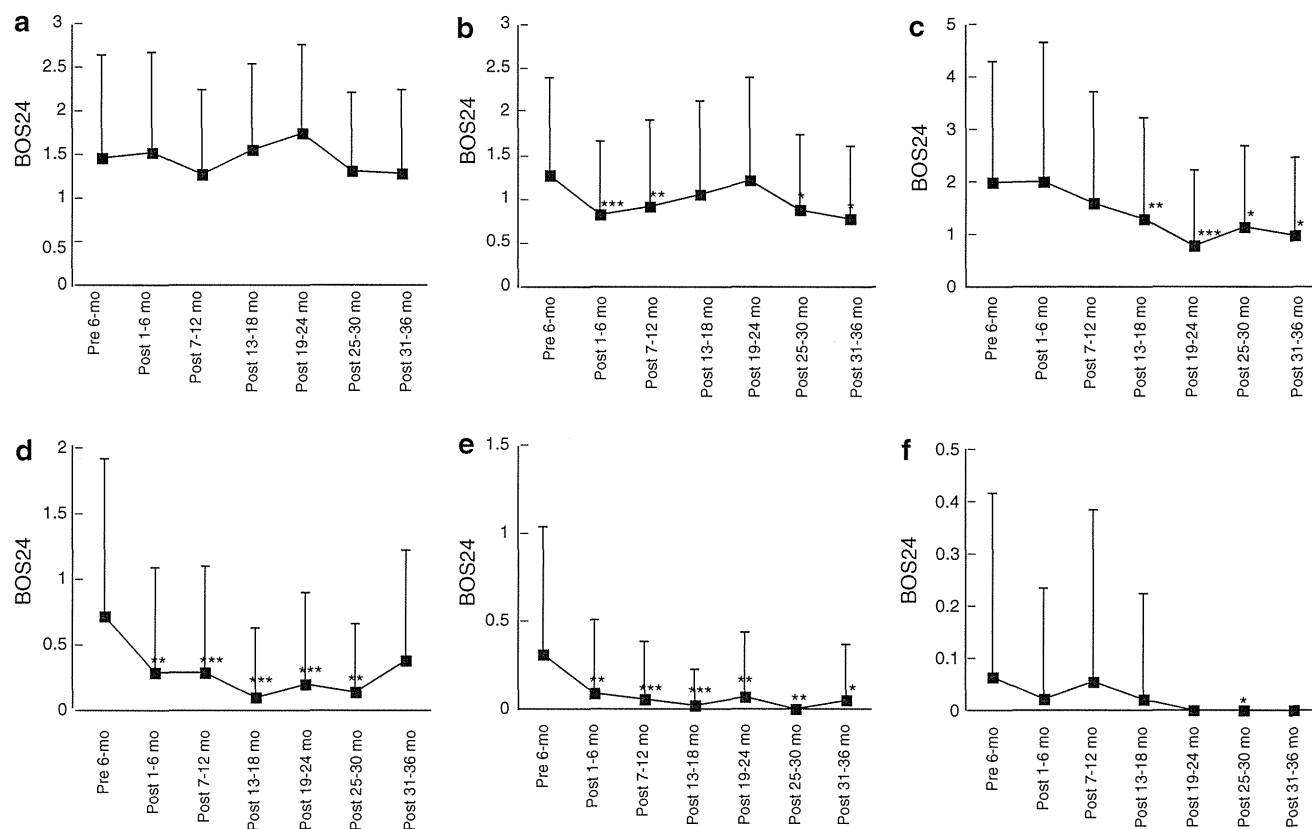 a
3
2.5
2
1.5
1
0.5
0
BOS24
Pre 6-mo
Post 1-6 mo
Post 7-12 mo
Post 13-18 mo
Post 19-24 mo
Post 25-30 mo
Post 31-36 mo
b
3
2.5
2
1.5
1
0.5
0
BOS24
***
**
*
*
Pre 6-mo
Post 1-6 mo
Post 7-12 mo
Post 13-18 mo
Post 19-24 mo
Post 25-30 mo
Post 31-36 mo
c
5
4
3
2
1
0
BOS24
**
***
*
*
Pre 6-mo
Post 1-6 mo
Post 7-12 mo
Post 13-18 mo
Post 19-24 mo
Post 25-30 mo
Post 31-36 mo
d
2
1.5
1
0.5
0
BOS24
**
***
***
***
**
Pre 6-mo
Post 1-6 mo
Post 7-12 mo
Post 13-18 mo
Post 19-24 mo
Post 25-30 mo
Post 31-36 mo
e
1.5
1
0.5
0
BOS24
**
***
***
**
**
*
Pre 6-mo
Post 1-6 mo
Post 7-12 mo
Post 13-18 mo
Post 19-24 mo
Post 25-30 mo
Post 31-36 mo
f
0.5
0.4
0.3
0.2
0.1
0
BOS24
*
Pre 6-mo
Post 1-6 mo
Post 7-12 mo
Post 13-18 mo
Post 19-24 mo
Post 25-30 mo
Post 31-36 mo